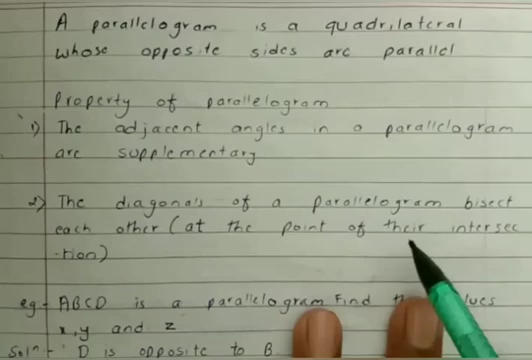 A parallelogram is a quadrilateral
whose opposite sides are parallel
Property of parallelogram
1) The adjacent angles in a parallelogram
are supplementary
2) The diagonals of a parallelogram bisect
each other (at the point of their intersec
-tion)
eg - ABCD is a parallelogram Find
x, y and z
Soln - D is opposite to B